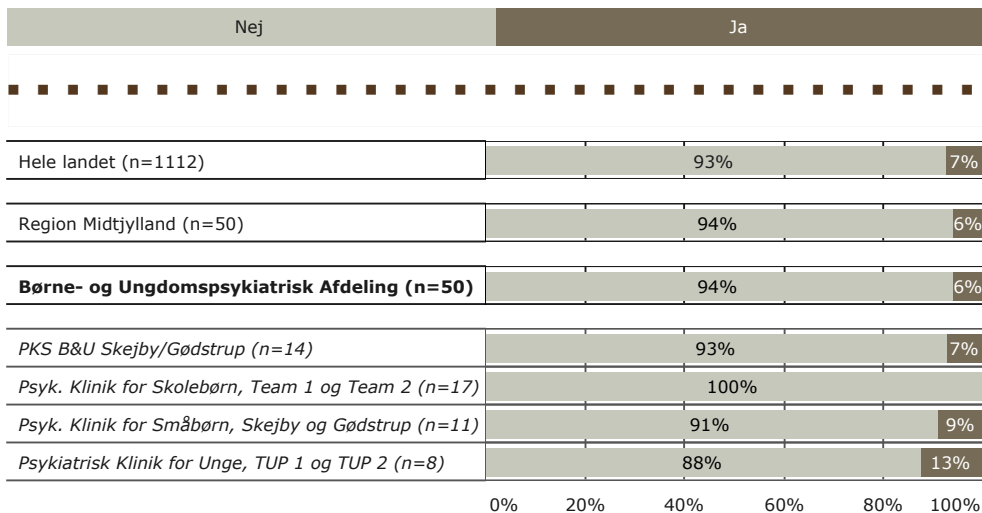 Nej Ja
Hele landet (n=1112) 93% 7%
Region Midtjylland (n=50) 94% 6%
Børne- og Ungdomspsykiatrisk Afdeling (n=50) 94% 6%
PKS B&U Skejby/Gødstrup (n=14) 93% 7%
Psyk. Klinik for Skolebørn, Team 1 og Team 2 (n=17) 100%
Psyk. Klinik for Småbørn, Skejby og Gødstrup (n=11) 91% 9%
Psykiatrisk Klinik for Unge, TUP 1 og TUP 2 (n=8) 88% 13%
0% 20% 40% 60% 80% 100%